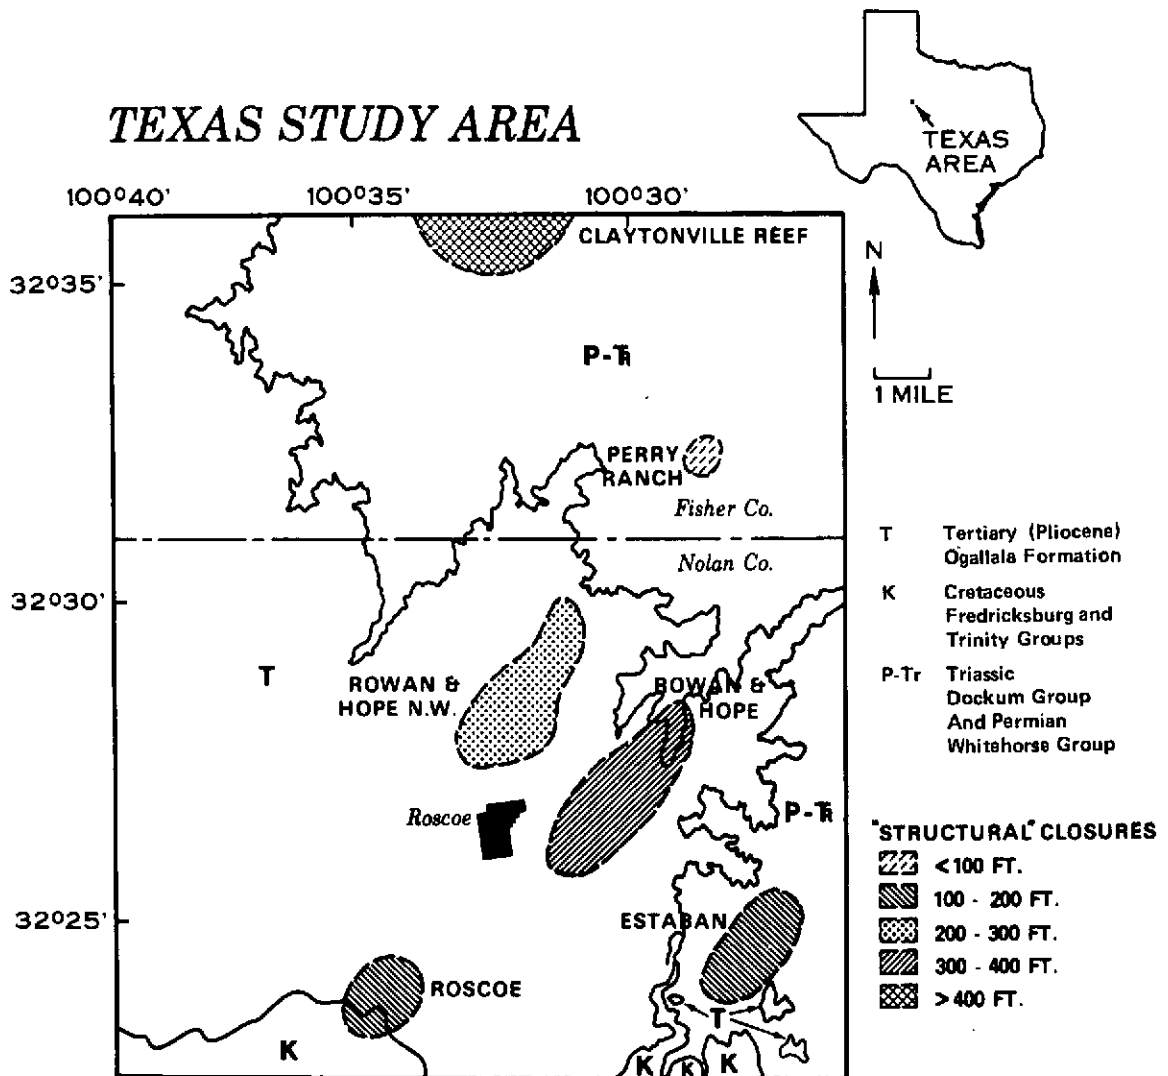 TEXAS STUDY AREA
TEXAS
AREA
100°40' 100°35' 100°30'
CLAYTONVILLE REEF
32°35'
N
1 MILE
P-TR
PERRY
RANCH
Fisher Co.
Nolan Co.
32°30'
T
ROWAN &
HOPE N.W.
ROWAN &
HOPE
Roscoe
P-TR
32°25'
ESTABAN
ROSCOE
T
K
K
K
K
T Tertiary (Pliocene)
Ogallala Formation
K Cretaceous
Fredricksburg and
Trinity Groups
P-Tr Triassic
Dockum Group
And Permian
Whitehorse Group
"STRUCTURAL" CLOSURES
<100 FT.
100 - 200 FT.
200 - 300 FT.
300 - 400 FT.
>400 FT.